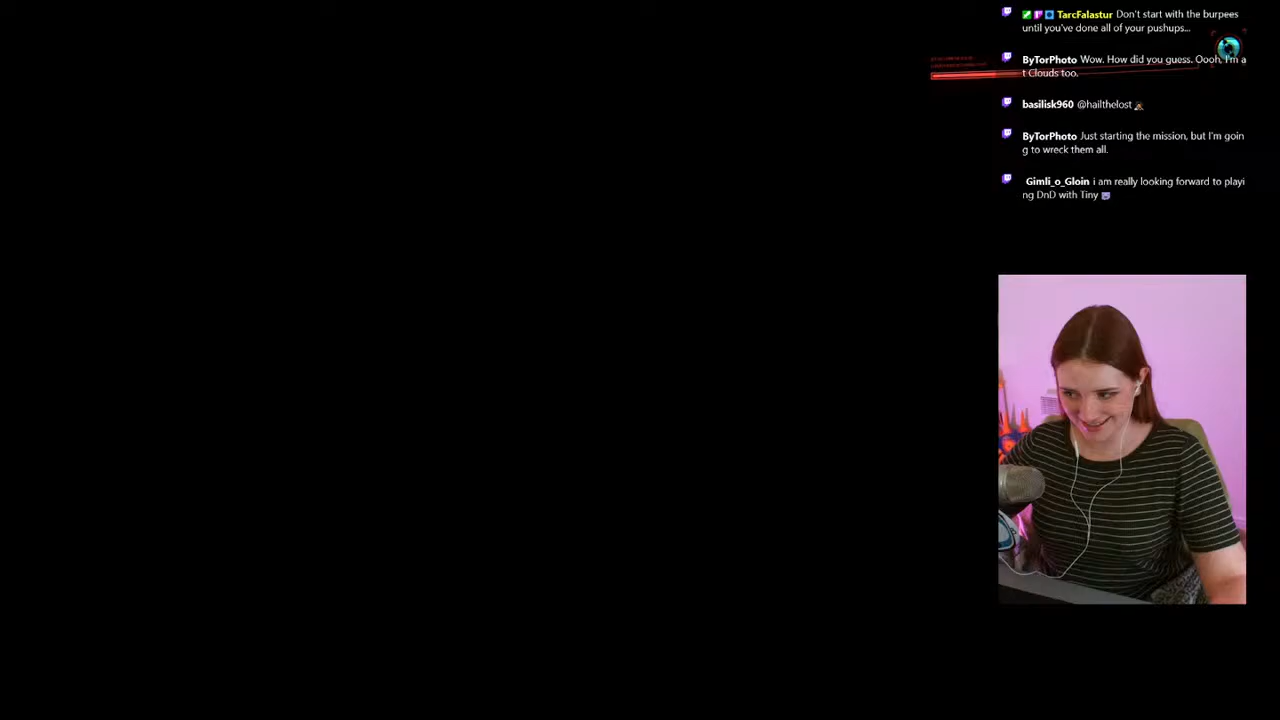 TarcFalastur Don't start with the burpees
until you've done all of your pushups...
ByTorPhoto Wow. How did you guess. Oooh, I'm a
t Clouds too.
basilisk960 @hailthelost
ByTorPhoto Just starting the mission, but I'm goin
g to wreck them all.
Gimli_o_Gloin i am really looking forward to playi
ng DnD with Tiny